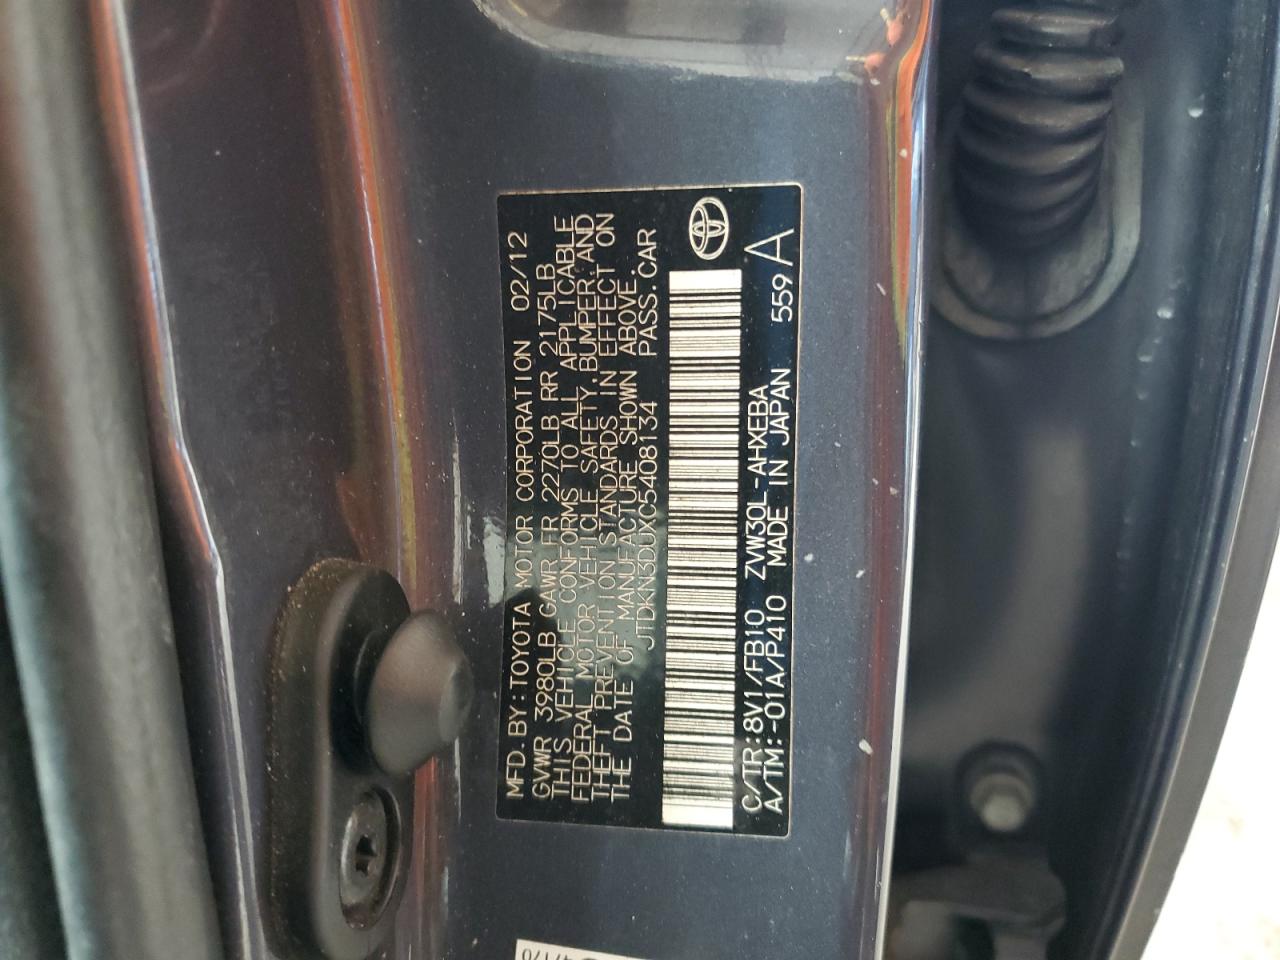 MFD. BY: TOYOTA MOTOR CORPORATION 02/12
GVWR 3980LB GAWR FR 2270LB RR 2175LB
THIS VEHICLE CONFORMS TO ALL APPLICABLE
FEDERAL MOTOR VEHICLE SAFETY, BUMPER, AND
THEFT PREVENTION STANDARDS IN EFFECT ON
THE DATE OF MANUFACTURE SHOWN ABOVE.
JTDKN3DUXC5408134 PASS. CAR
C/TR: 8V1/FB10 ZVW30L-AHXEBA
A/TM: -01A/P410 MADE IN JAPAN 559 A